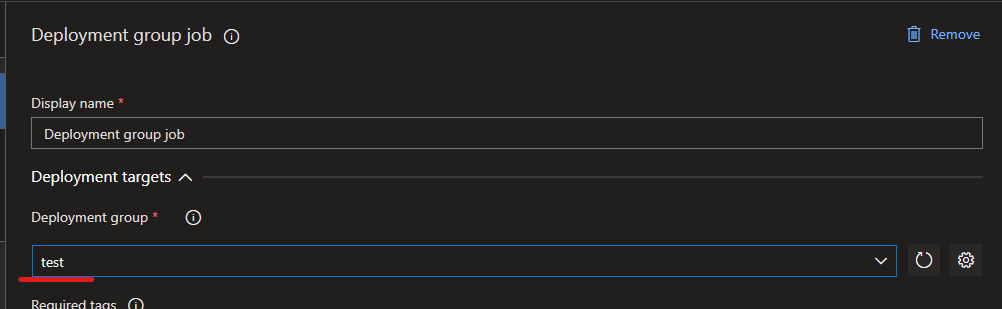 Deployment group job
Remove
Display name *
Deployment group job
Deployment targets
Deployment group *
test
Required tags